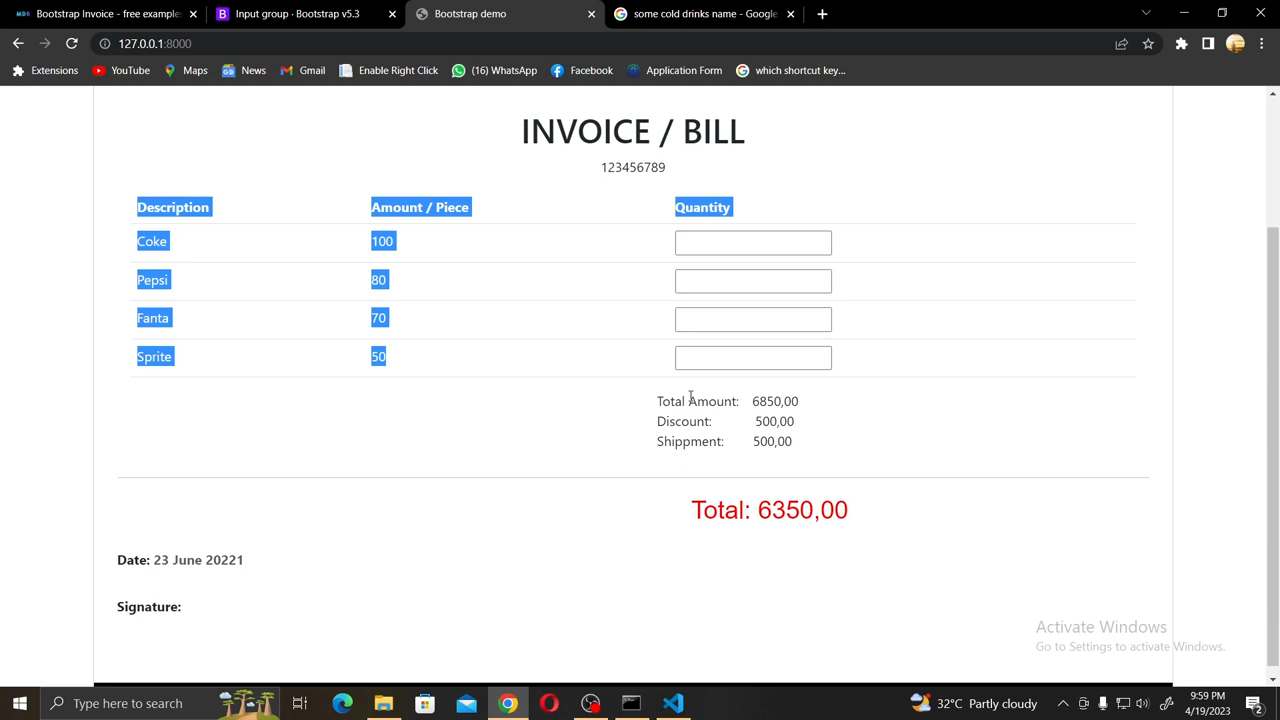 Bootstrap Invoice - free example
Input group · Bootstrap v5.3
Bootstrap demo
some cold drinks name - Google
127.0.0.1:8000
Extensions
YouTube
Maps
News
Gmail
Enable Right Click
(16) WhatsApp
Facebook
Application Form
which shortcut key...
INVOICE / BILL
123456789
Description Amount / Piece Quantity
Coke 100
Pepsi 80
Fanta 70
Sprite 50
Total Amount: 6850,00
Discount: 500,00
Shippment: 500,00
Total: 6350,00
Date: 23 June 20221
Signature:
Activate Windows
Go to Settings to activate Windows.
Type here to search
32°C Partly cloudy
9:59 PM
4/19/2023
2